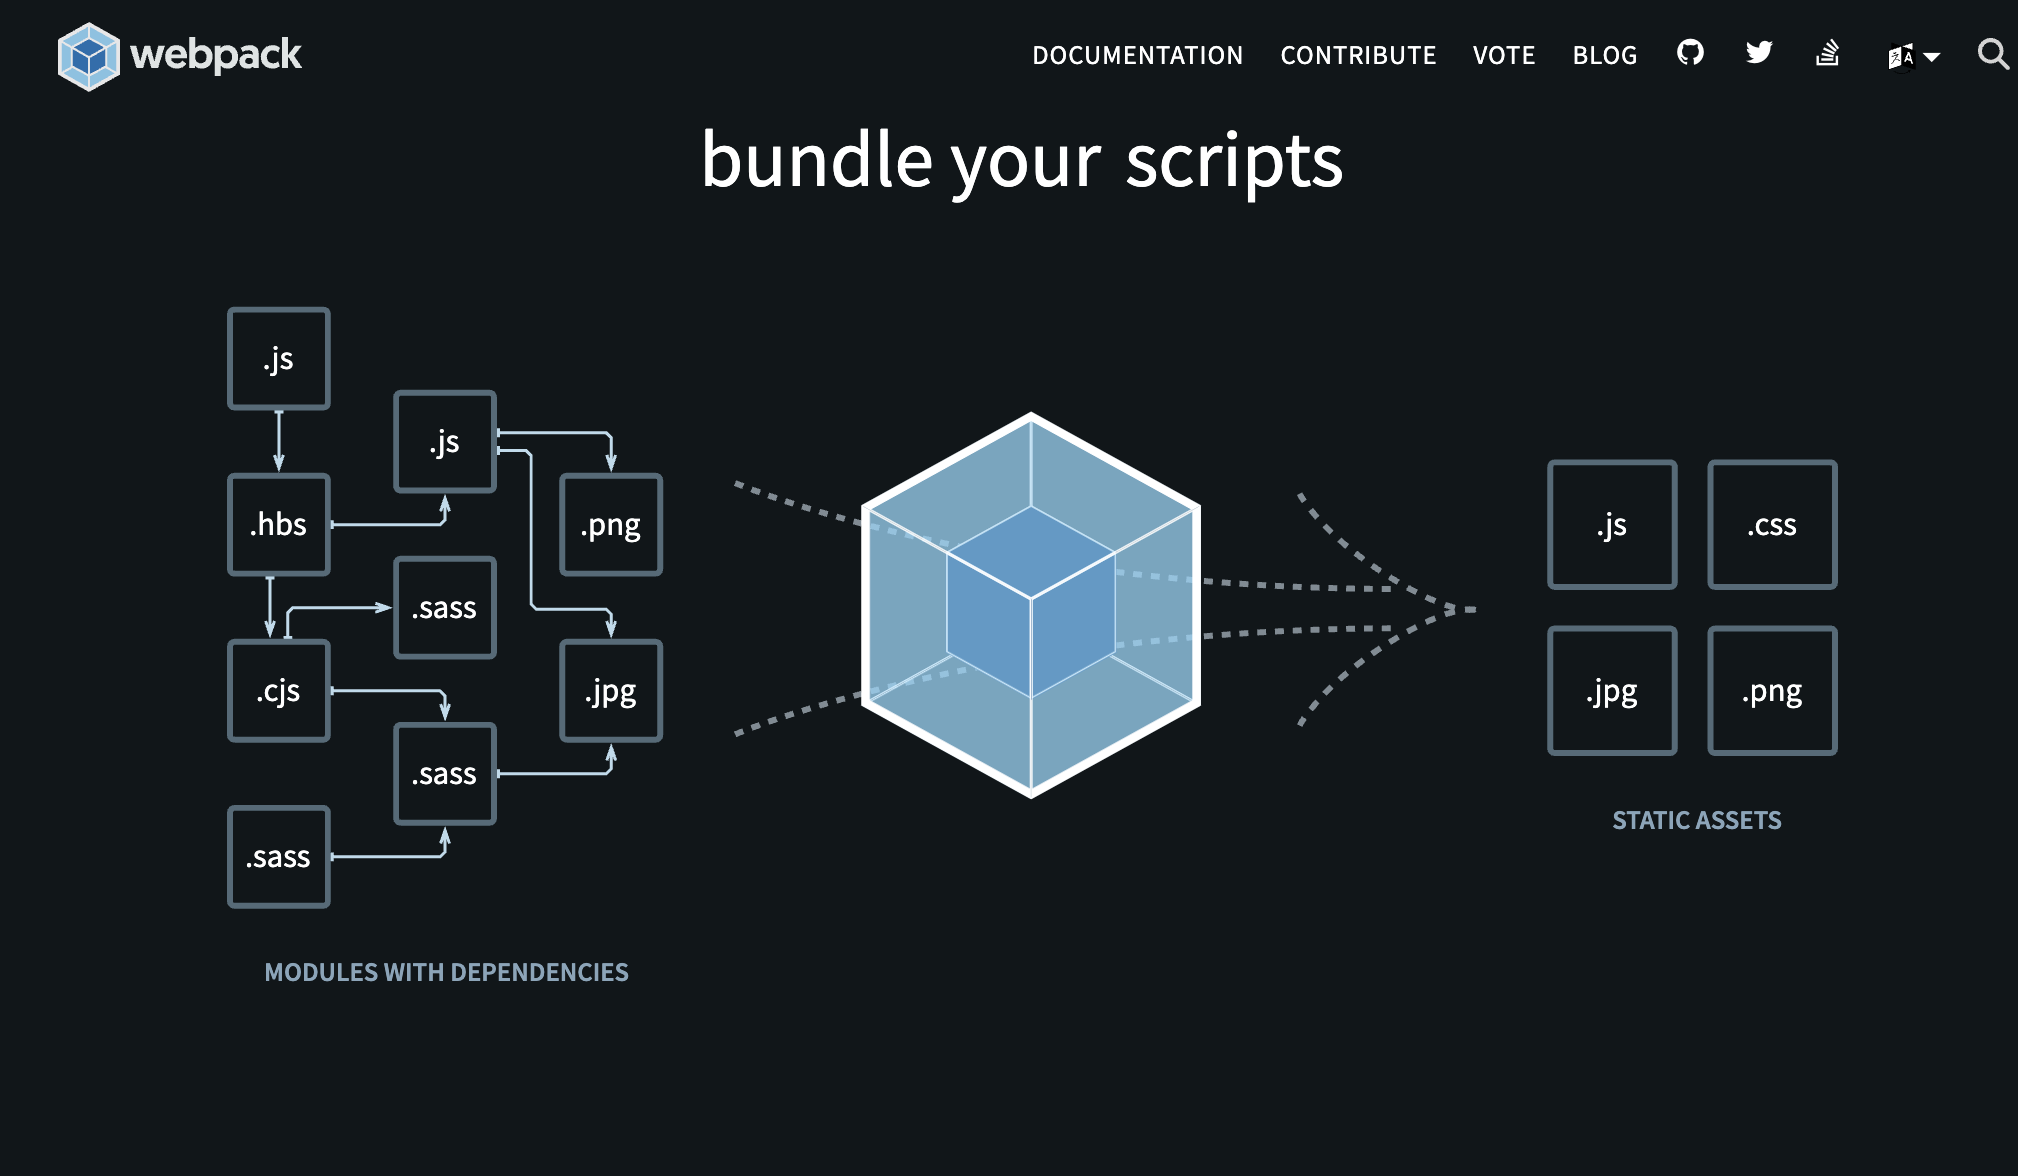 webpack
DOCUMENTATION CONTRIBUTE VOTE BLOG
bundle your scripts
.js
.js
.hbs
.png
.sass
.cjs
.jpg
.sass
.sass
MODULES WITH DEPENDENCIES
.js .css
.jpg .png
STATIC ASSETS